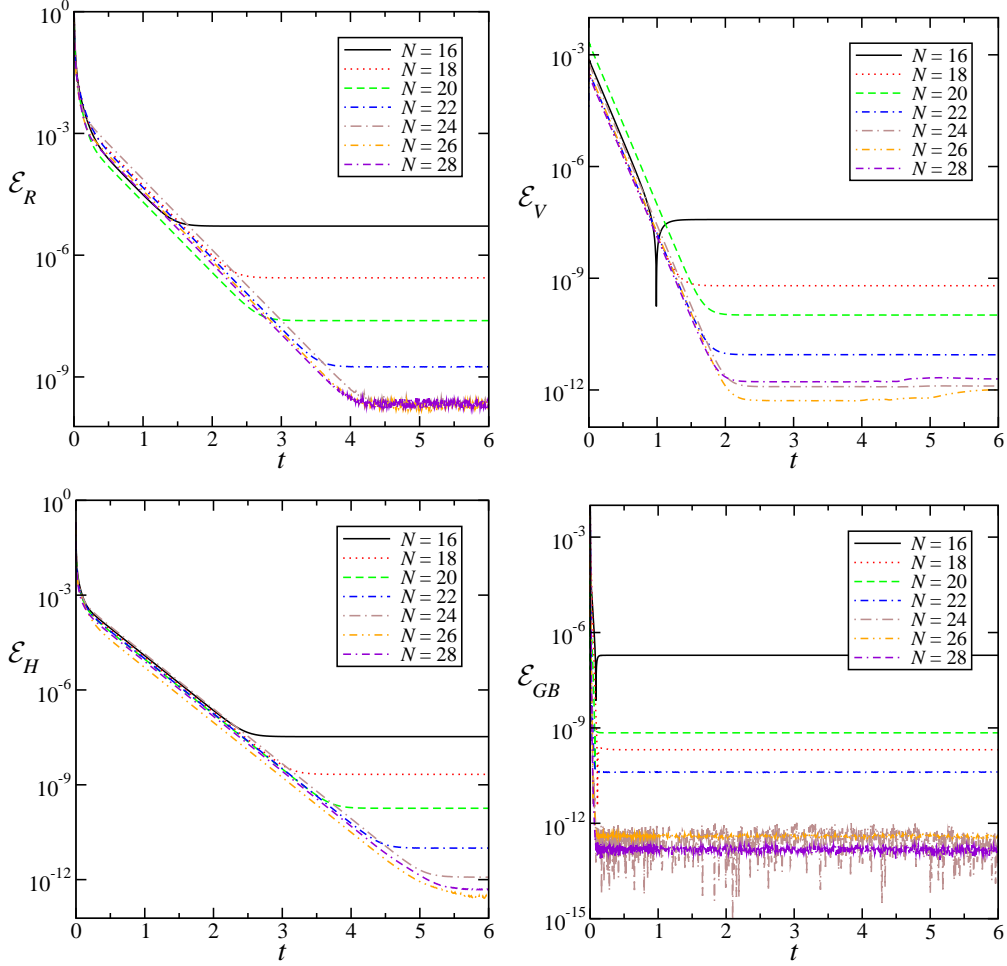 10^0
10^-3
10^-6
10^-9
ℰ_R
N = 16
N = 18
N = 20
N = 22
N = 24
N = 26
N = 28
0 1 2 3 4 5 6
t
10^-3
10^-6
10^-9
10^-12
ℰ_V
N = 16
N = 18
N = 20
N = 22
N = 24
N = 26
N = 28
0 1 2 3 4 5 6
t
10^0
10^-3
10^-6
10^-9
10^-12
ℰ_H
N = 16
N = 18
N = 20
N = 22
N = 24
N = 26
N = 28
0 1 2 3 4 5 6
t
10^-3
10^-6
10^-9
10^-12
10^-15
ℰ_GB
N = 16
N = 18
N = 20
N = 22
N = 24
N = 26
N = 28
0 1 2 3 4 5 6
t